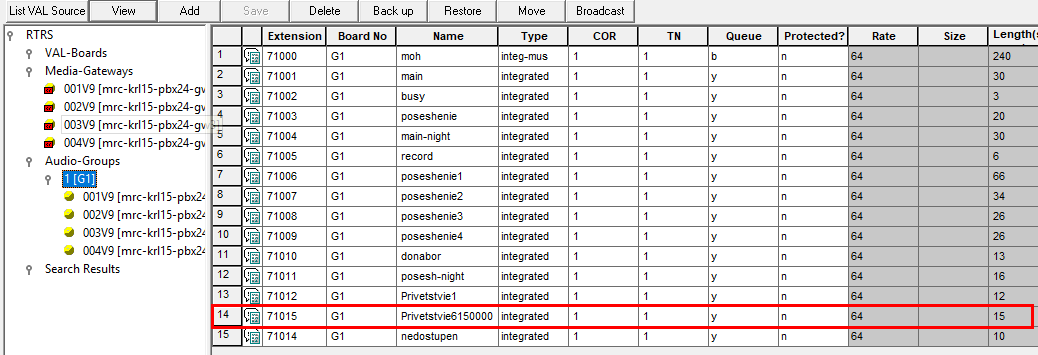 List VAL Source View Add Save Delete Back up Restore Move Broadcast
RTRS
VAL-Boards
Media-Gateways
001V9 [mrc-krl15-pbx24-gw
002V9 [mrc-krl15-pbx24-gw
003V9 [mrc-krl15-pbx24-gw
004V9 [mrc-krl15-pbx24-gw
Audio-Groups
1 [G1]
001V9 [mrc-krl15-pbx24
002V9 [mrc-krl15-pbx24
003V9 [mrc-krl15-pbx24
004V9 [mrc-krl15-pbx24
Search Results
Extension Board No Name Type COR TN Queue Protected? Rate Size Length(s
1 71000 G1 moh integ-mus 1 1 b n 64 240
2 71001 G1 main integrated 1 1 y n 64 30
3 71002 G1 busy integrated 1 1 y n 64 3
4 71003 G1 poseshenie integrated 1 1 y n 64 20
5 71004 G1 main-night integrated 1 1 y n 64 30
6 71005 G1 record integrated 1 1 y n 64 6
7 71006 G1 poseshenie1 integrated 1 1 y n 64 66
8 71007 G1 poseshenie2 integrated 1 1 y n 64 34
9 71008 G1 poseshenie3 integrated 1 1 y n 64 26
10 71009 G1 poseshenie4 integrated 1 1 y n 64 26
11 71010 G1 donabor integrated 1 1 y n 64 13
12 71011 G1 posesh-night integrated 1 1 y n 64 16
13 71012 G1 Privetstvie1 integrated 1 1 y n 64 12
14 71015 G1 Privetstvie6150000 integrated 1 1 y n 64 15
15 71014 G1 nedostupen integrated 1 1 y n 64 10